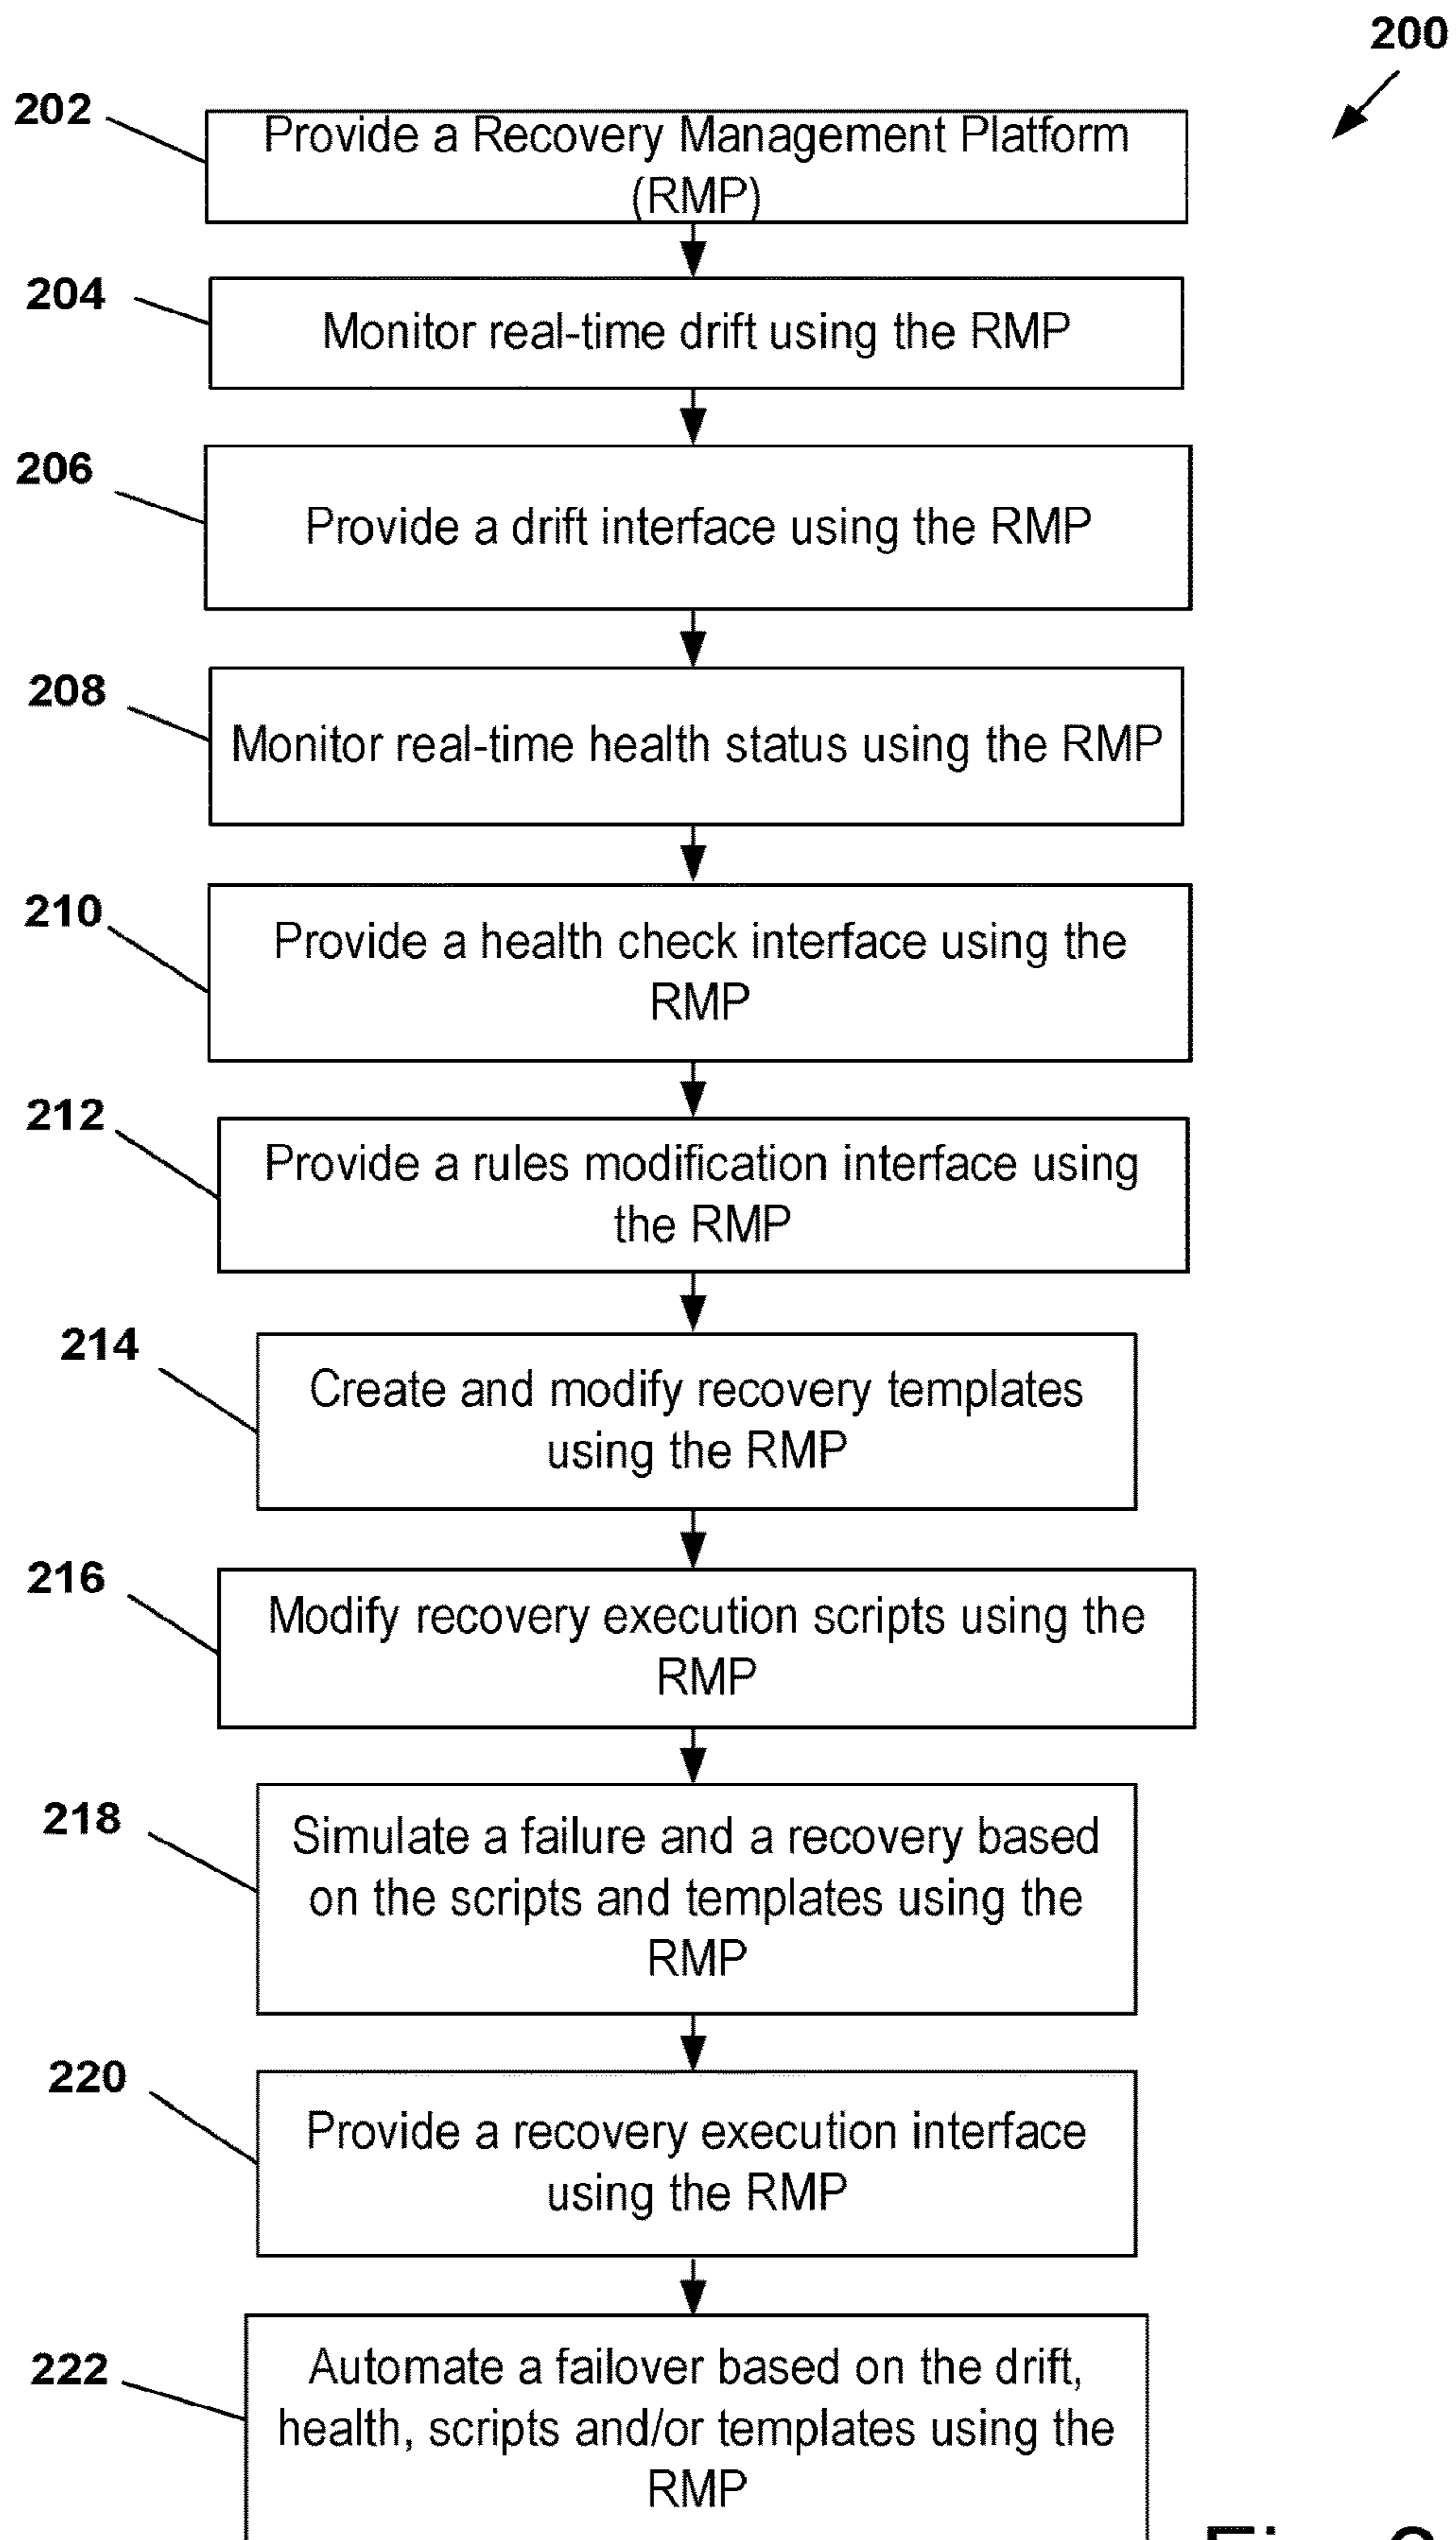 200
202
Provide a Recovery Management Platform
(RMP)
204
Monitor real-time drift using the RMP
206
Provide a drift interface using the RMP
208
Monitor real-time health status using the RMP
210
Provide a health check interface using the
RMP
212
Provide a rules modification interface using
the RMP
214
Create and modify recovery templates
using the RMP
216
Modify recovery execution scripts using the
RMP
218
Simulate a failure and a recovery based
on the scripts and templates using the
RMP
220
Provide a recovery execution interface
using the RMP
222
Automate a failover based on the drift,
health, scripts and/or templates using the
RMP